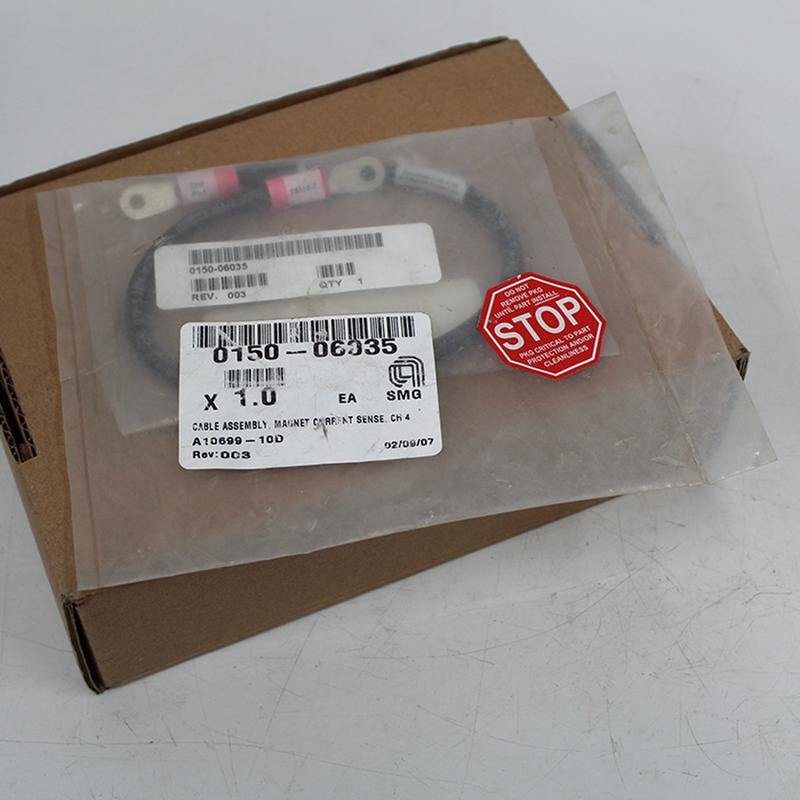 0150-06035
REV. 003
QTY 1
0150-06035
X 1.0
EA
SMG
CABLE ASSEMBLY, MAGNET CURRENT SENSE, CH 4
A10699-10D
02/09/07
Rev:003
DO NOT
REMOVE PKG
UNTIL PART INSTALL
STOP
PKG CRITICAL TO PART
PROTECTION AND/OR
CLEANLINESS